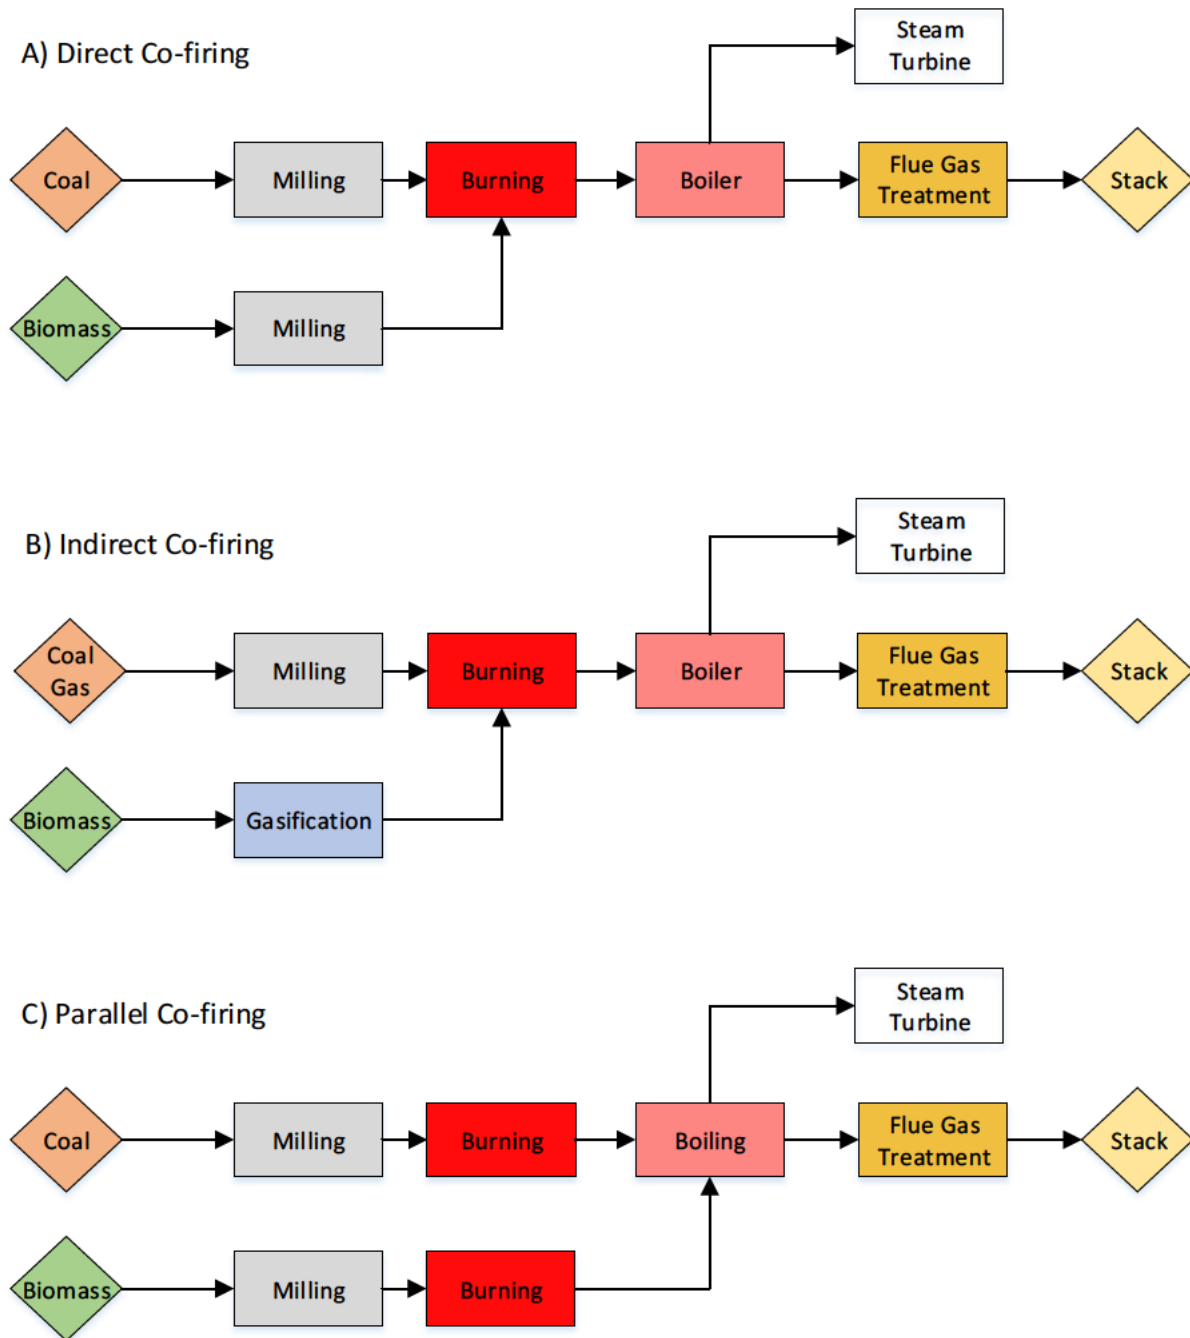 A) Direct Co-firing
Steam
Turbine
Coal
Milling
Burning
Boiler
Flue Gas
Treatment
Stack
Biomass
Milling
B) Indirect Co-firing
Steam
Turbine
Coal
Gas
Milling
Burning
Boiler
Flue Gas
Treatment
Stack
Biomass
Gasification
C) Parallel Co-firing
Steam
Turbine
Coal
Milling
Burning
Boiling
Flue Gas
Treatment
Stack
Biomass
Milling
Burning